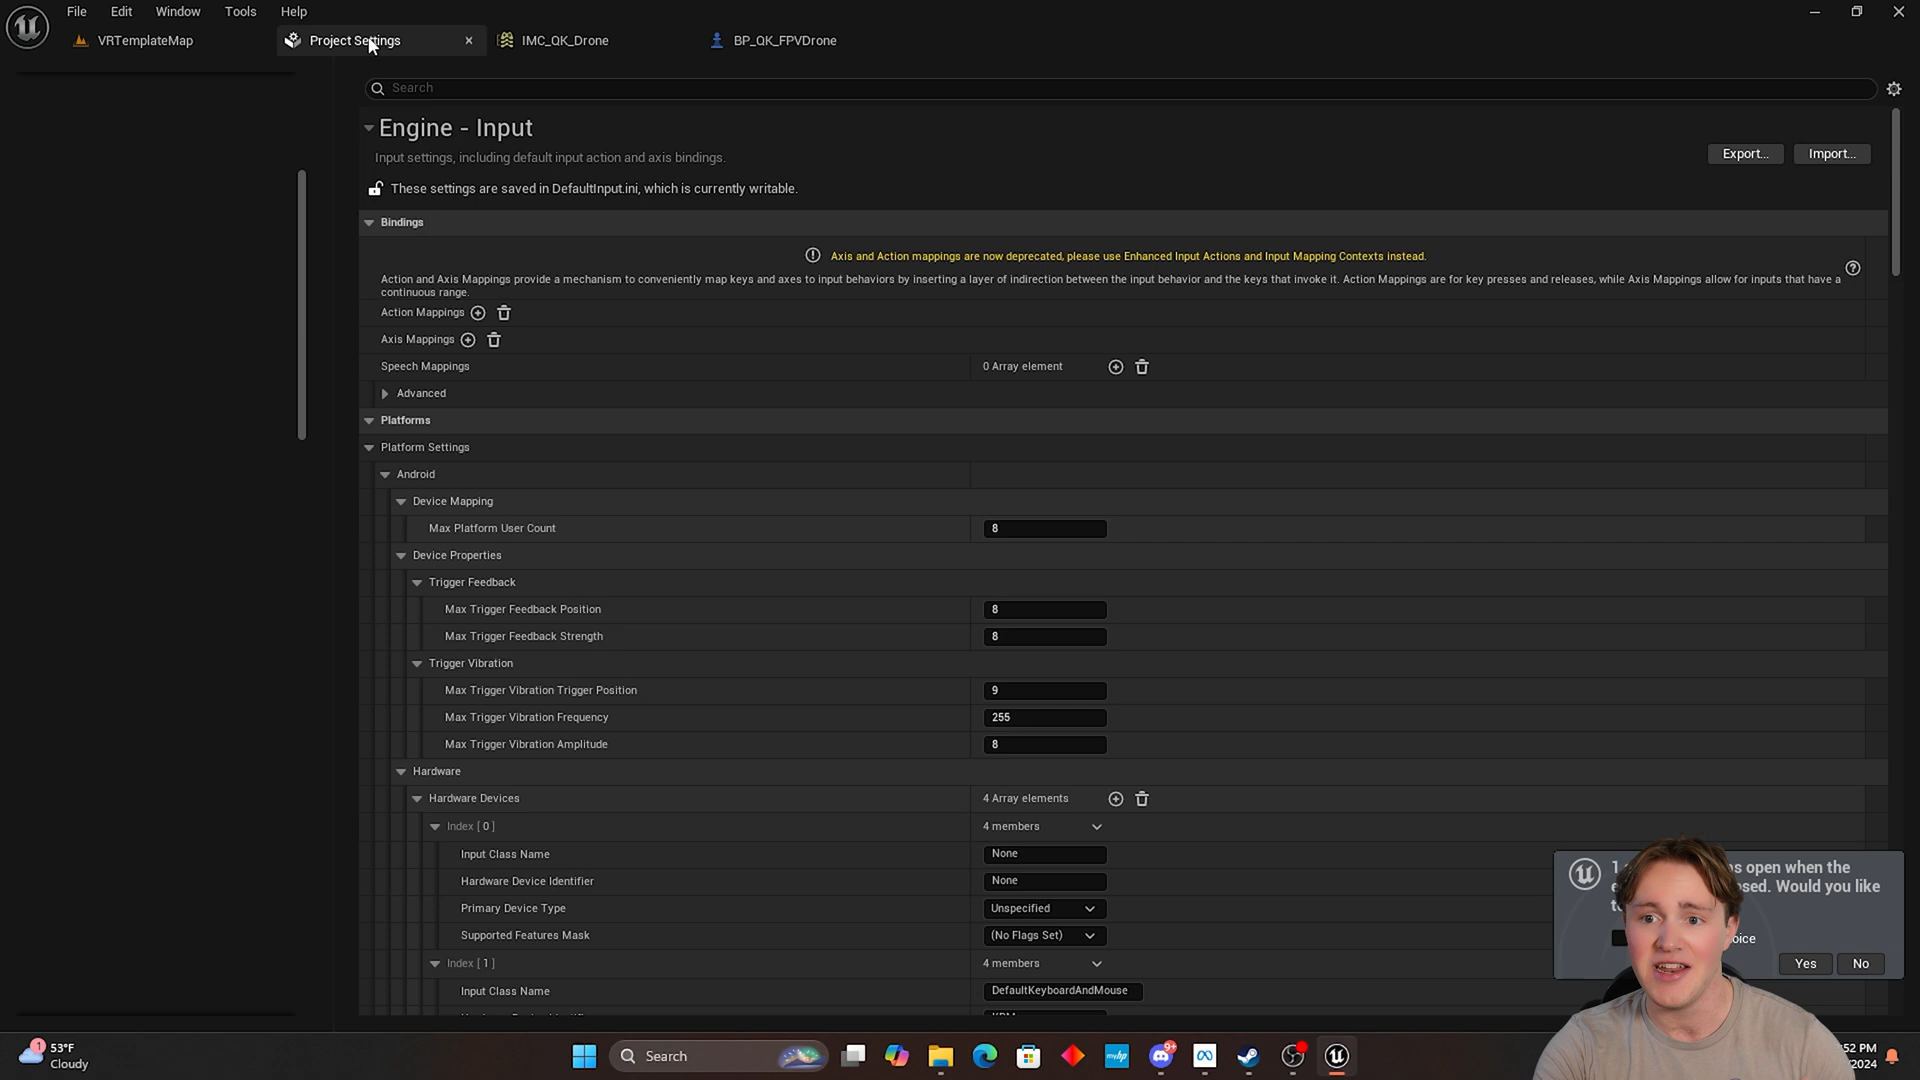 File Edit Window Tools Help
VRTemplateMap Project Settings IMC_QK_Drone BP_QK_FPVDrone
Search
Engine - Input
Input settings, including default input action and axis bindings.
Export... Import...
These settings are saved in DefaultInput.ini, which is currently writable.
Bindings
Axis and Action mappings are now deprecated, please use Enhanced Input Actions and Input Mapping Contexts instead.
Action and Axis Mappings provide a mechanism to conveniently map keys and axes to input behaviors by inserting a layer of indirection between the input behavior and the keys that invoke it. Action Mappings are for key presses and releases, while Axis Mappings allow for inputs that have a
continuous range.
Action Mappings
Axis Mappings
Speech Mappings 0 Array element
Advanced
Platforms
Platform Settings
Android
Device Mapping
Max Platform User Count 8
Device Properties
Trigger Feedback
Max Trigger Feedback Position 8
Max Trigger Feedback Strength 8
Trigger Vibration
Max Trigger Vibration Trigger Position 9
Max Trigger Vibration Frequency 255
Max Trigger Vibration Amplitude 8
Hardware
Hardware Devices 4 Array elements
Index [ 0 ] 4 members
Input Class Name None
Hardware Device Identifier None
Primary Device Type Unspecified
Supported Features Mask (No Flags Set)
Index [ 1 ] 4 members
Input Class Name DefaultKeyboardAndMouse
open when the
Would you like
Yes No
1 53°F
Cloudy
Search
myhp
9+
52 PM
2024